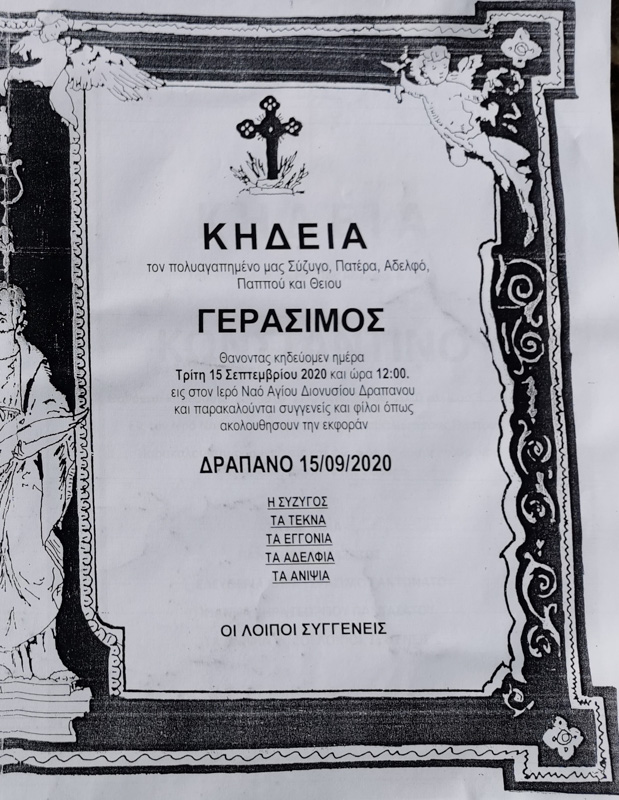 ΚΗΔΕΙΑ
τον πολυαγαπημένο μας Σύζυγο, Πατέρα, Αδελφό,
Παππού και Θειου
ΓΕΡΑΣΙΜΟΣ
Θανοντας κηδεύομεν ημέρα
Τρίτη 15 Σεπτεμβρίου 2020 και ώρα 12:00.
εις στον Ιερό Ναό Αγίου Διονυσίου Δραπανου
και παρακαλούνται συγγενείς και φίλοι όπως
ακολουθησουν την εκφοράν
ΔΡΑΠΑΝΟ 15/09/2020
Η ΣΥΖΥΓΟΣ
ΤΑ ΤΕΚΝΑ
ΤΑ ΕΓΓΟΝΙΑ
ΤΑ ΑΔΕΛΦΙΑ
ΤΑ ΑΝΙΨΙΑ
ΟΙ ΛΟΙΠΟΙ ΣΥΓΓΕΝΕΙΣ